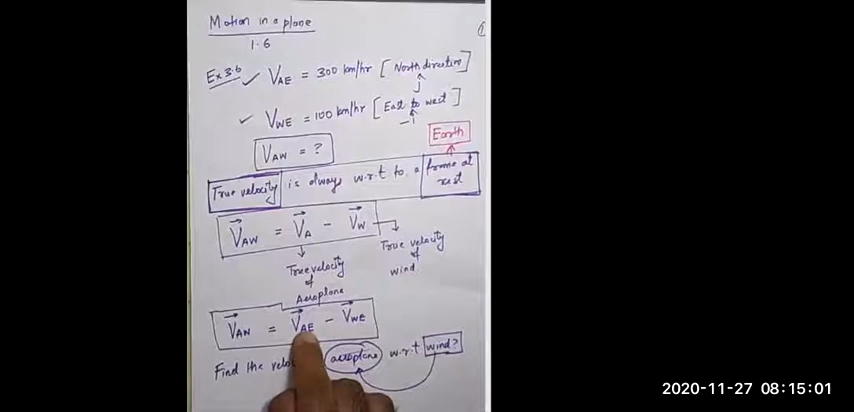 Motion in a plane
1.6
①
Ex 3.6 ✓ V_AE = 300 km/hr [North direction]
j
✓ V_WE = 100 km/hr [East to west]
-i
V_AW = ?
Earth
True velocity is always w.r.t to a frame at rest
V_AW = V_A - V_W
True velocity of Aeroplane
True velocity of wind
V_AW = V_AE - V_WE
Find the aeroplane w.r.t wind?
2020-11-27 08:15:01